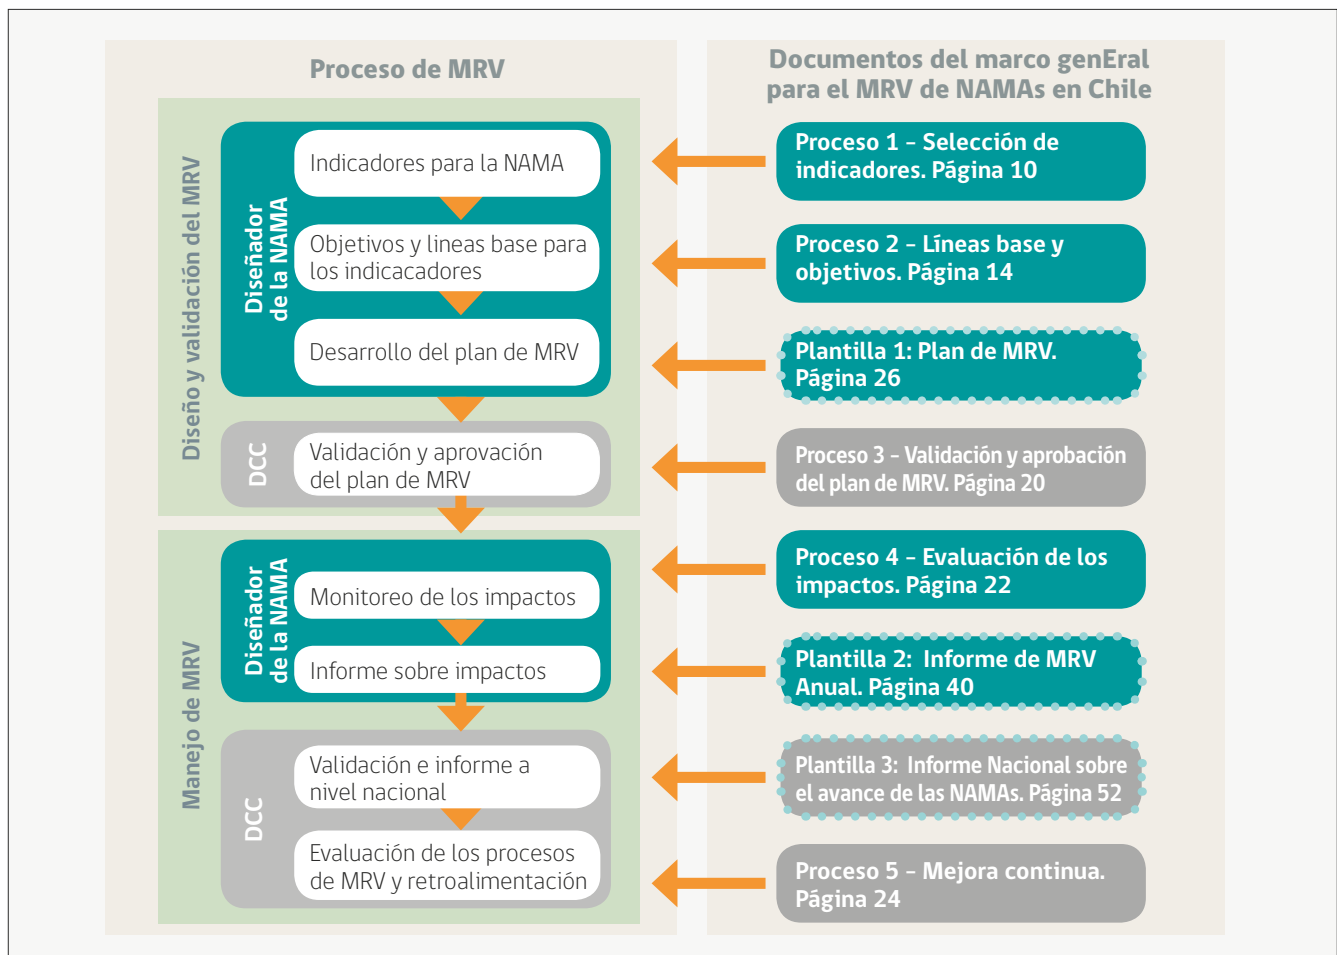 Proceso de MRV
Diseño y validación del MRV
Diseñador
de la NAMA
Indicadores para la NAMA
Objetivos y lineas base para
los indicacadores
Desarrollo del plan de MRV
DCC
Validación y aprovación
del plan de MRV
Manejo de MRV
Diseñador
de la NAMA
Monitoreo de los impactos
Informe sobre impactos
DCC
Validación e informe a
nivel nacional
Evaluación de los procesos
de MRV y retroalimentación
Documentos del marco genEral
para el MRV de NAMAs en Chile
Proceso 1 – Selección de
indicadores. Página 10
Proceso 2 – Líneas base y
objetivos. Página 14
Plantilla 1: Plan de MRV.
Página 26
Proceso 3 – Validación y aprobación
del plan de MRV. Página 20
Proceso 4 – Evaluación de los
impactos. Página 22
Plantilla 2: Informe de MRV
Anual. Página 40
Plantilla 3: Informe Nacional sobre
el avance de las NAMAs. Página 52
Proceso 5 – Mejora continua.
Página 24